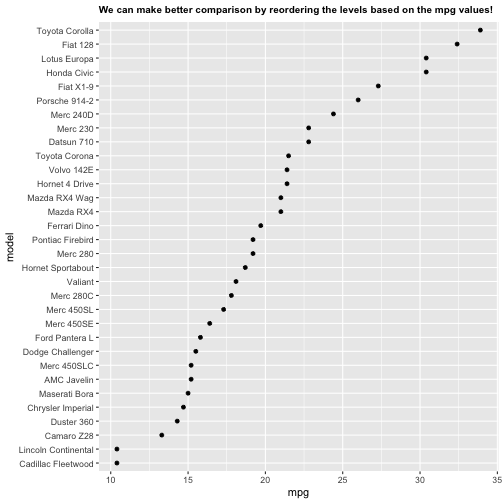 We can make better comparison by reordering the levels based on the mpg values!
Toyota Corolla
Fiat 128
Lotus Europa
Honda Civic
Fiat X1-9
Porsche 914-2
Merc 240D
Merc 230
Datsun 710
Toyota Corona
Volvo 142E
Hornet 4 Drive
Mazda RX4 Wag
Mazda RX4
Ferrari Dino
Pontiac Firebird
Merc 280
Hornet Sportabout
Valiant
Merc 280C
Merc 450SL
Merc 450SE
Ford Pantera L
Dodge Challenger
Merc 450SLC
AMC Javelin
Maserati Bora
Chrysler Imperial
Duster 360
Camaro Z28
Lincoln Continental
Cadillac Fleetwood
model
10 15 20 25 30 35
mpg